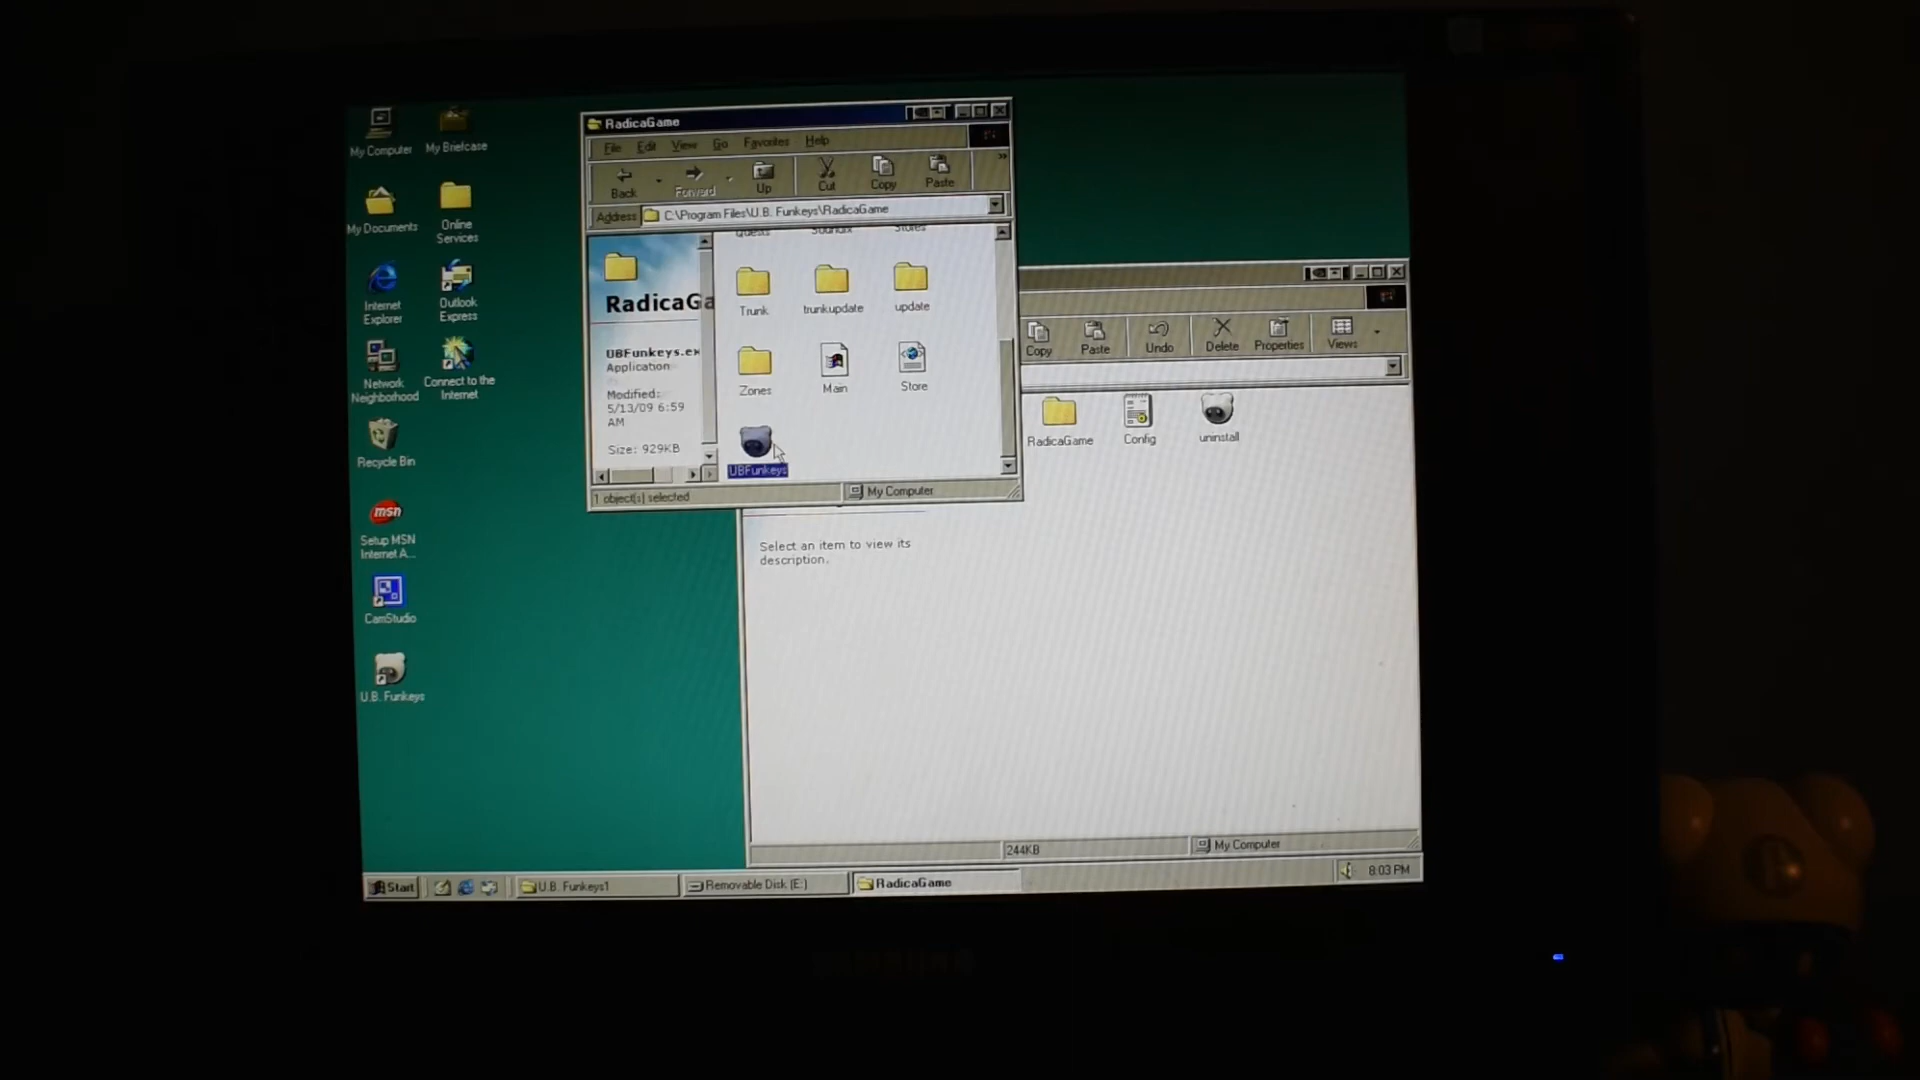 My Computer
My Briefcase
My Documents
Online
Services
Internet
Explorer
Outlook
Express
Network
Neighborhood
Connect to the
Internet
Recycle Bin
msn
Setup MSN
Internet A...
CamStudio
U.B. Funkeys
RadicaGame
File Edit View Go Favorites Help
Back Forward Up Cut Copy Paste »
Address C:\Program Files\U.B. Funkeys\RadicaGame
RadicaGa
UBFunkeys.ex
Application
Modified:
5/13/09 6:59
AM
Size: 929KB
Quests Stores
Trunk trunkupdate update
Zones Main Store
UBFunkeys
1 object(s) selected My Computer
Copy Paste Undo Delete Properties Views
RadicaGame Config uninstall
Select an item to view its
description.
244KB My Computer
Start U.B. Funkeys1 Removable Disk (E:) RadicaGame 8:03 PM